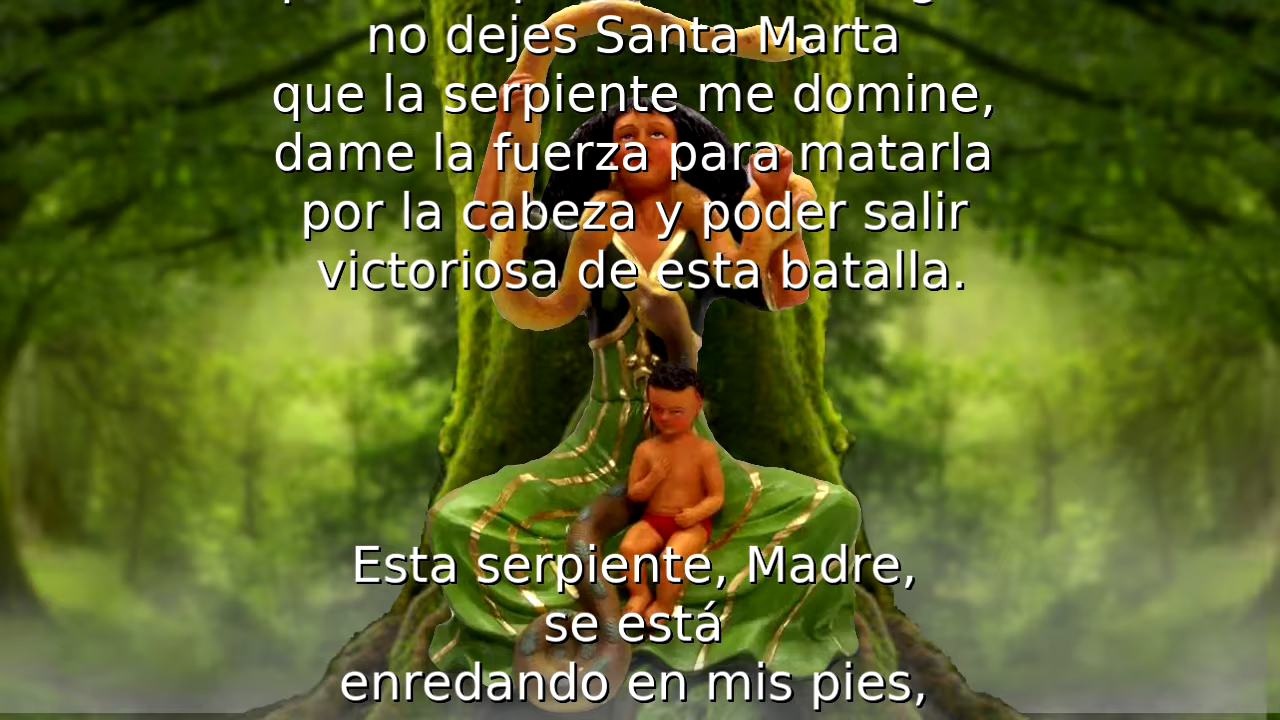 no dejes Santa Marta
que la serpiente me domine,
dame la fuerza para matarla
por la cabeza y poder salir
victoriosa de esta batalla.
Esta serpiente, Madre,
se está
enredando en mis pies,